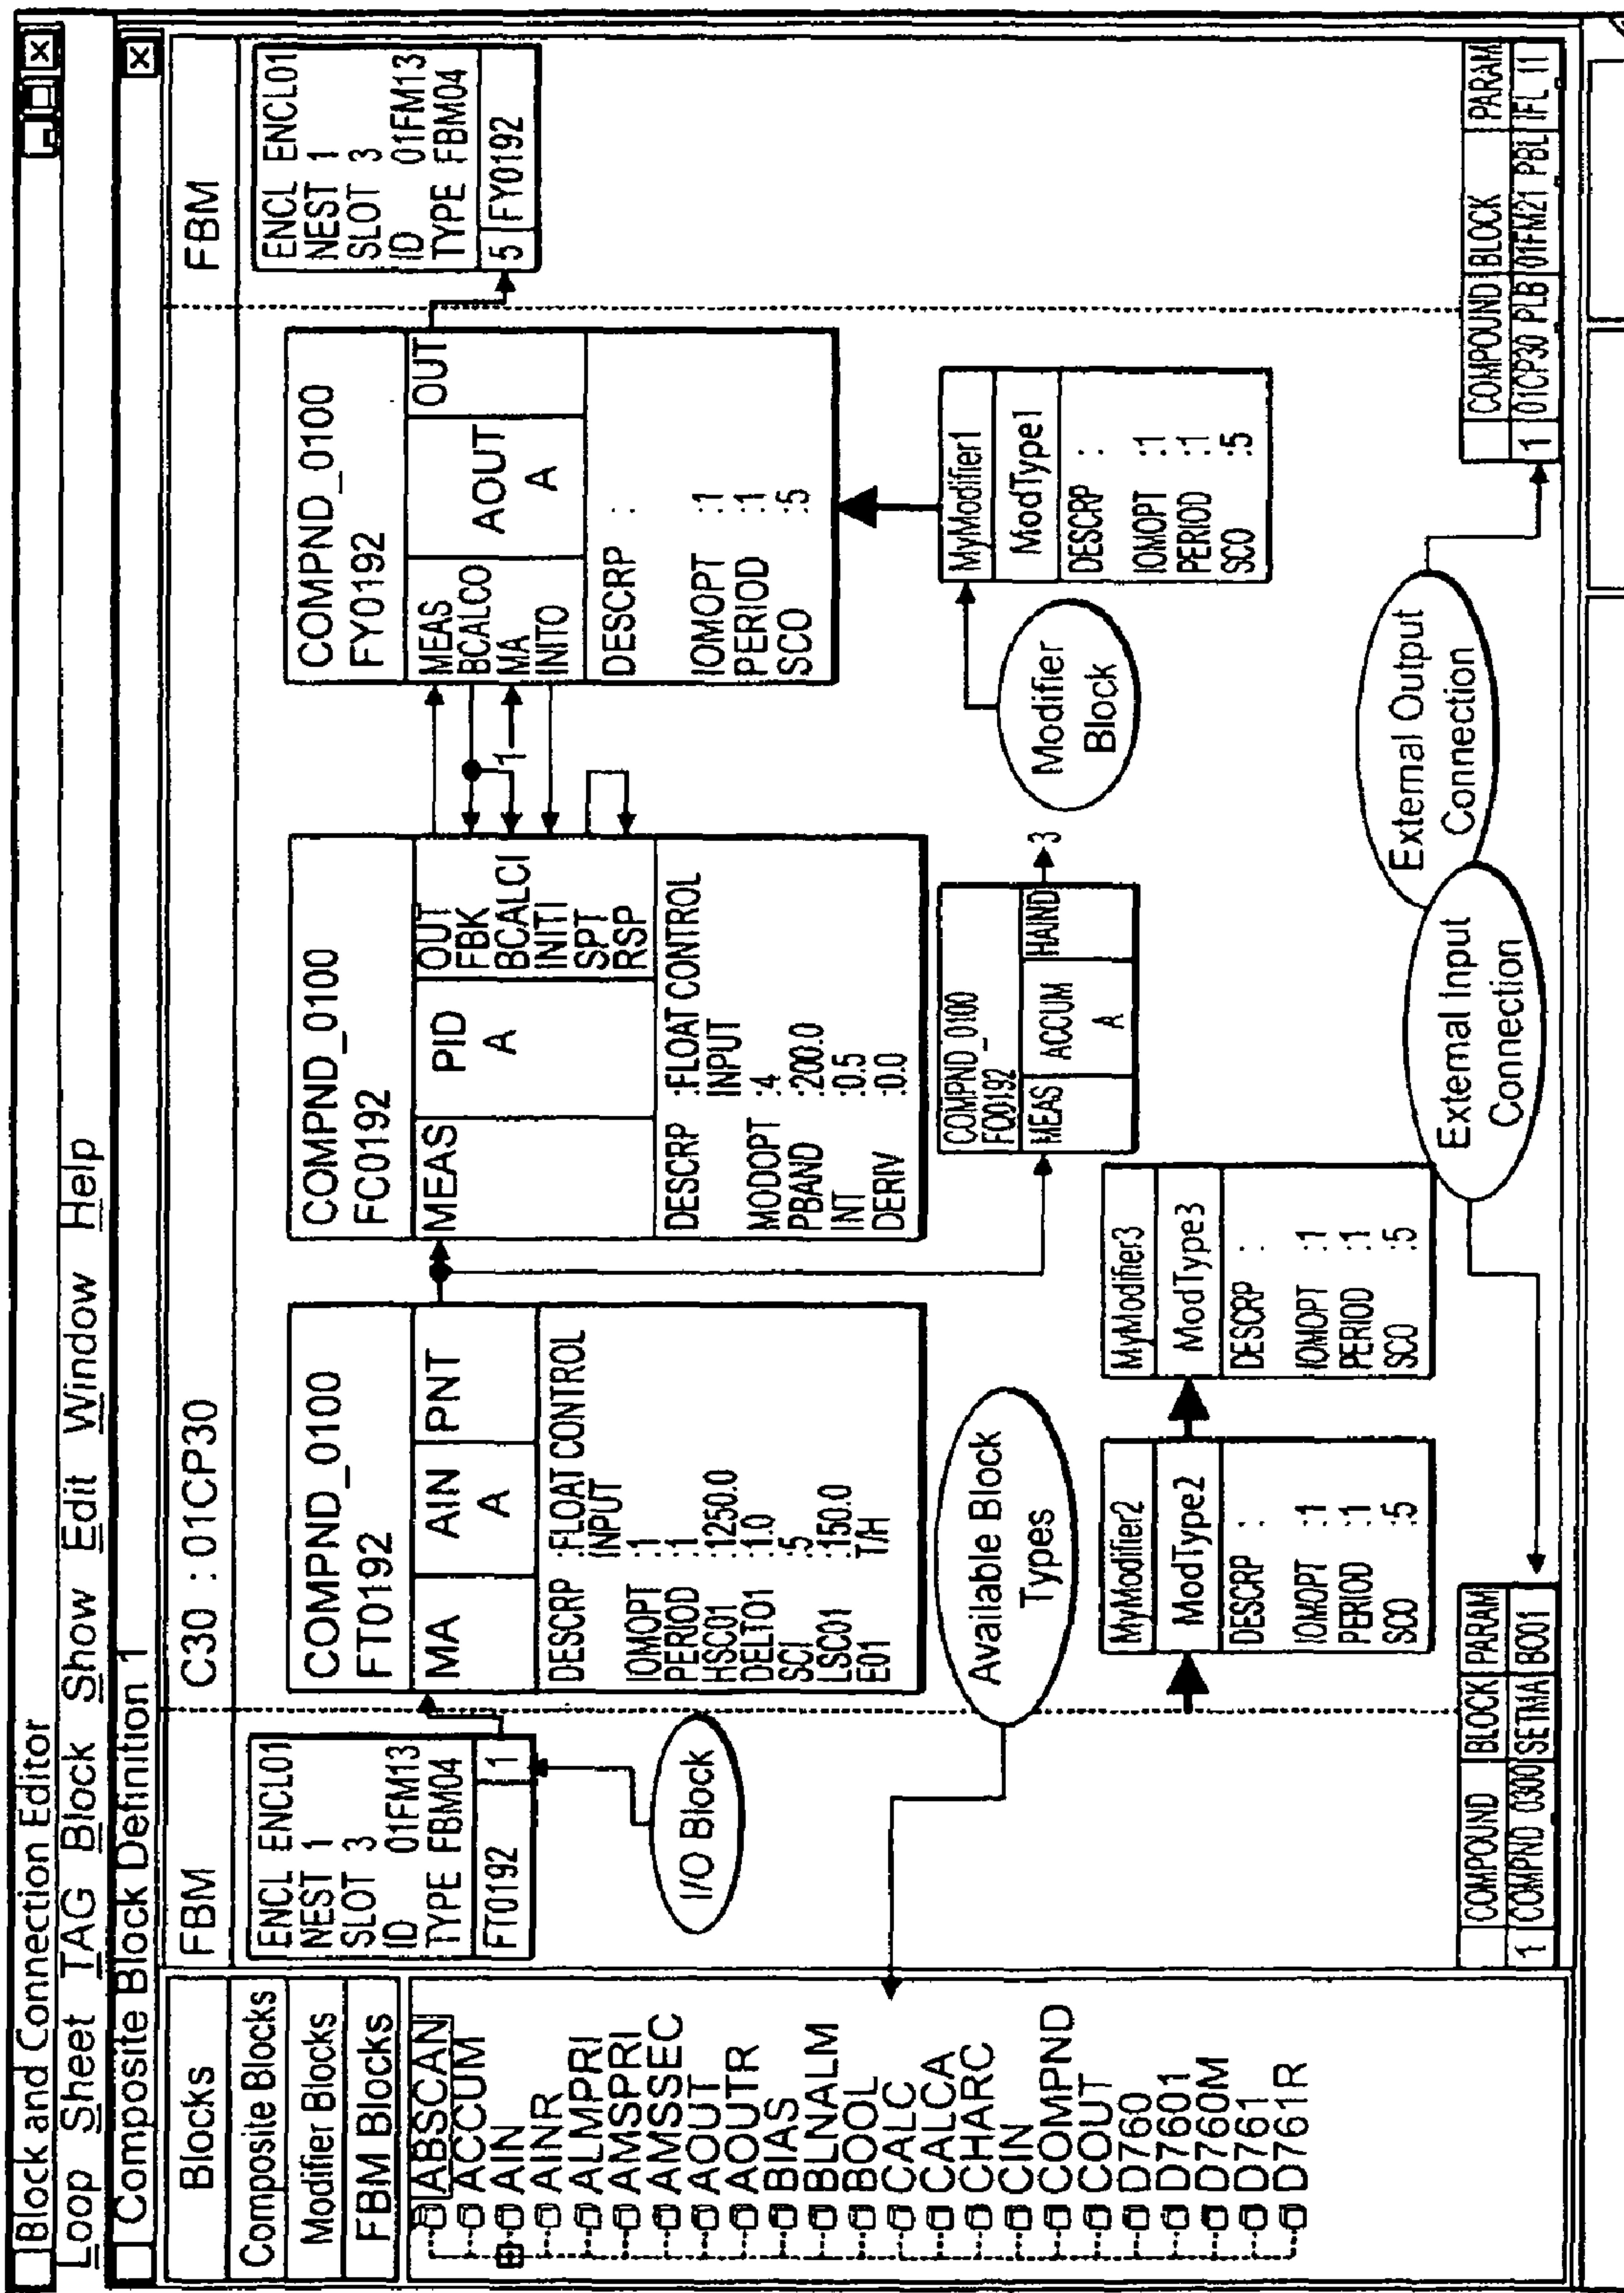 Block and Connection Editor
Loop Sheet TAG Block Show Edit Window Help
Composite Block Definition 1
Blocks
Composite Blocks
Modifier Blocks
FBM Blocks
ABSCAN
ACCUM
AIN
AINR
ALMPRI
AMSPRI
AMSSEC
AOUT
AOUTR
BIAS
BLNALM
BOOL
CALC
CALCA
CHARC
CIN
COMPND
COUT
D760
D7601
D760M
D761
D761R
FBM
C30 : 01CP30
FBM
ENCL ENCL01
NEST 1
SLOT 3
ID 01FM13
TYPE FBM04
FT0192 1
I/O Block
COMPND_0100
FT0192
MA AIN PNT
A
DESCRP :FLOAT CONTROL
INPUT
IOMOPT :1
PERIOD :1
HSC01 :1250.0
DELTO1 :1.0
SCI :5
LSC01 :150.0
E01 T/H
COMPND_0100
FC0192
MEAS PID OUT
A FBK
BCALCI
INITI
SPT
RSP
DESCRP :FLOAT CONTROL
INPUT
MODOPT :4
PBAND :200.0
INT :0.5
DERIV :0.0
COMPND_0100
FY0192
MEAS AOUT OUT
BCALCO A
MA
INITO
DESCRP :
IOMOPT :1
PERIOD :1
SCO :5
1
ENCL ENCL01
NEST 1
SLOT 3
ID 01FM13
TYPE FBM04
5 FY0192
Available Block
Types
COMPND_0100
FQ0192
MEAS ACCUM HAIND
A
3
Modifier
Block
MyModifier1
ModType1
DESCRP :
IOMOPT :1
PERIOD :1
SCO :5
MyModifier2
ModType2
DESCRP :
IOMOPT :1
PERIOD :1
SCO :5
MyModifier3
ModType3
DESCRP :
IOMOPT :1
PERIOD :1
SCO :5
External Input
Connection
External Output
Connection
COMPOUND BLOCK PARAM
1 COMPND 0300 SETMA BO01
COMPOUND BLOCK PARAM
1 01CP30 PLB 01FM21 PBL IFL 11